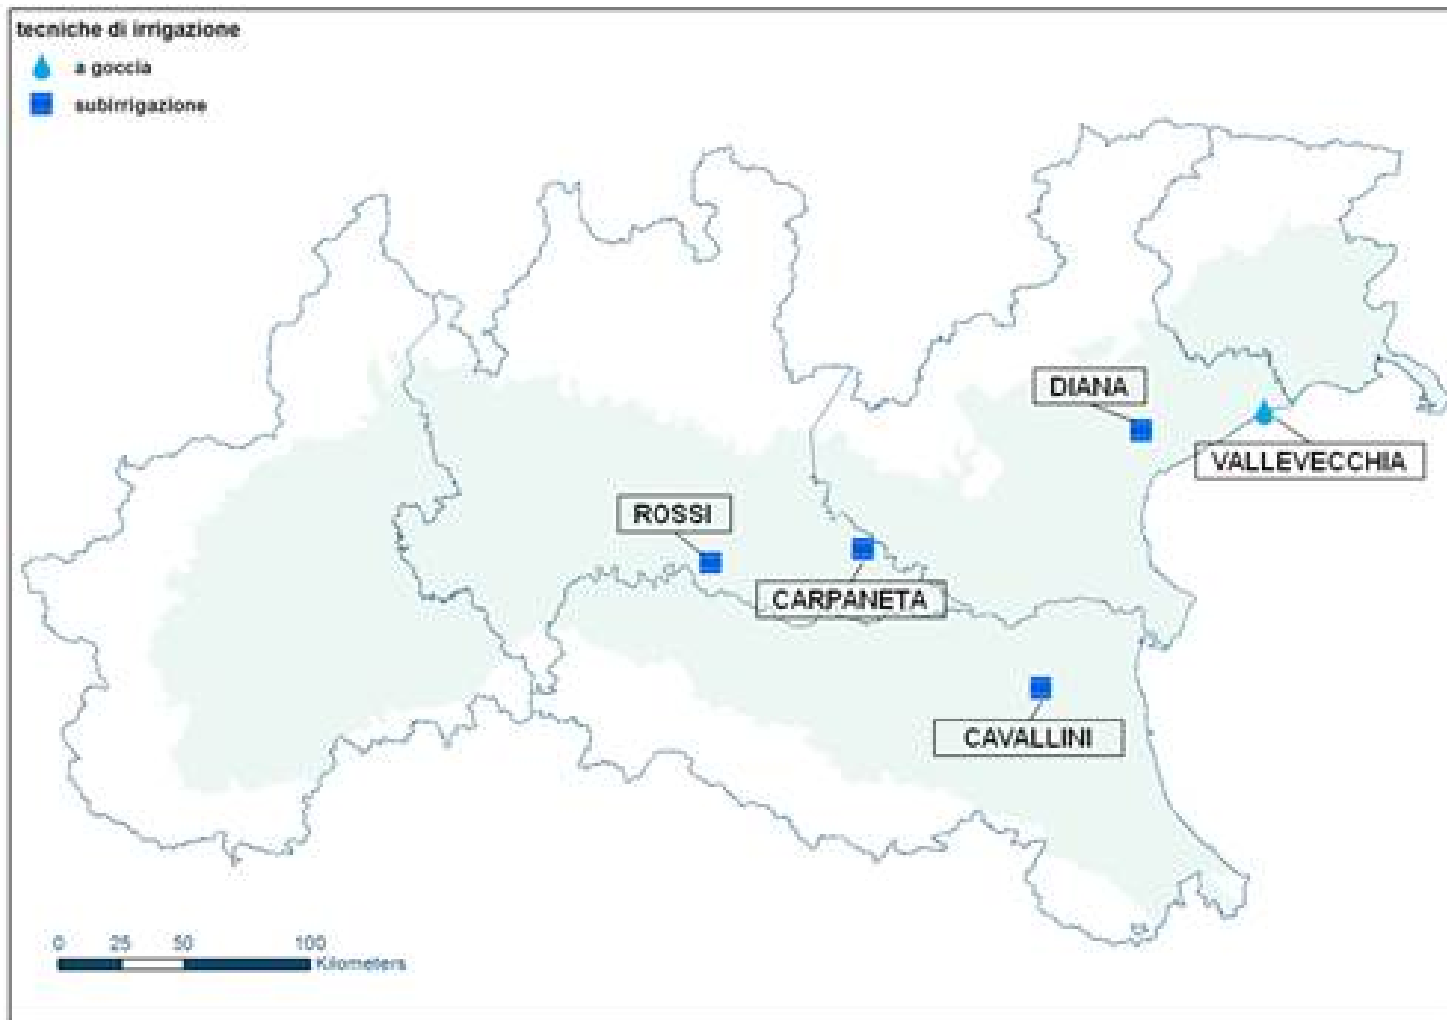 tecniche di irrigazione
a goccia
subirrigazione
DIANA
VALLEVECCHIA
ROSSI
CARPANETA
CAVALLINI
0 25 50 100
Kilometers